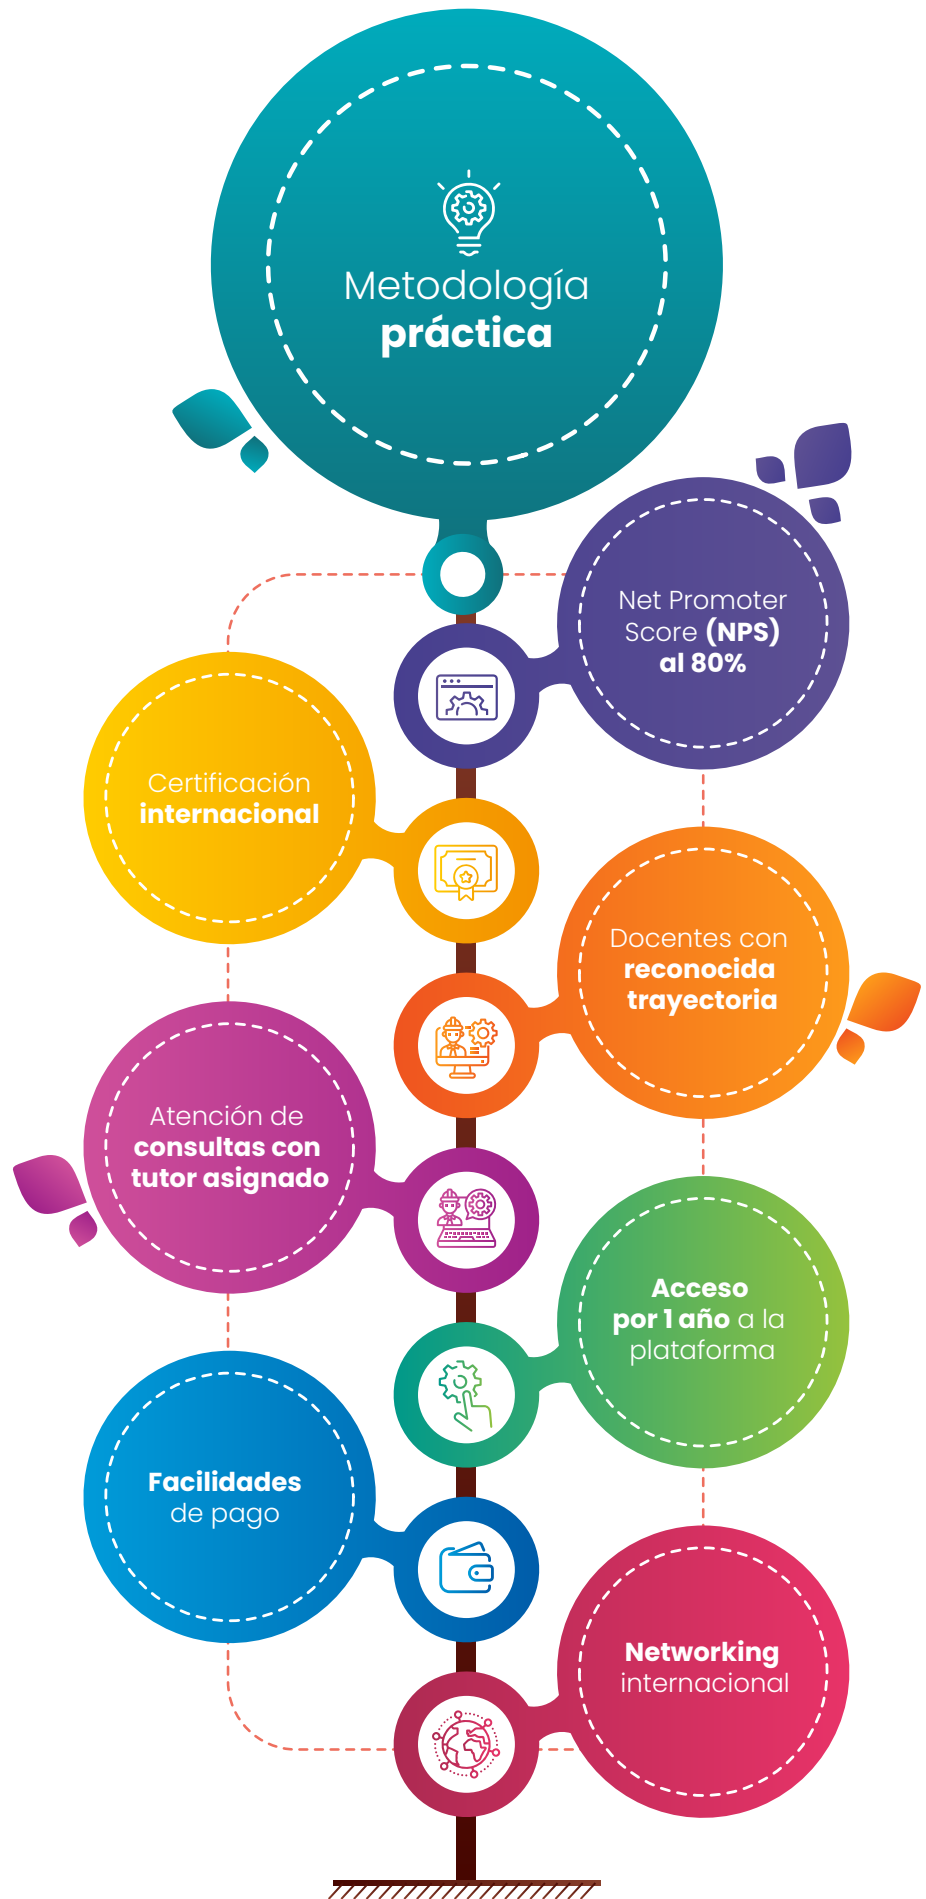 Metodología
práctica
Net Promoter
Score (NPS)
al 80%
Certificación
internacional
Docentes con
reconocida
trayectoria
Atención de
consultas con
tutor asignado
Acceso
por 1 año a la
plataforma
Facilidades
de pago
Networking
internacional